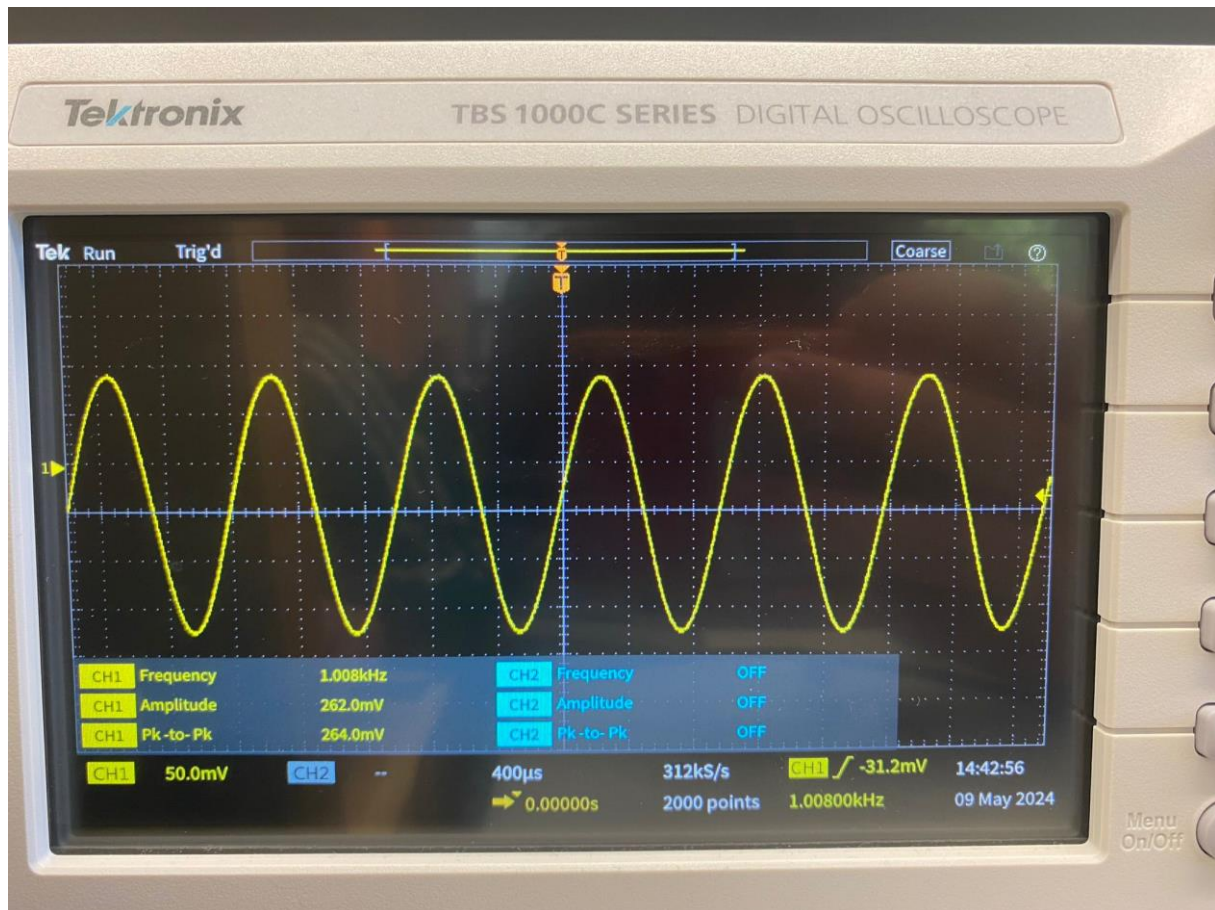 Tektronix TBS 1000C SERIES DIGITAL OSCILLOSCOPE
Tek Run Trig'd Coarse ?
T
T
1
CH1 Frequency 1.008kHz CH2 Frequency OFF
CH1 Amplitude 262.0mV CH2 Amplitude OFF
CH1 Pk-to-Pk 264.0mV CH2 Pk-to-Pk OFF
CH1 50.0mV CH2 -- 400µs 312kS/s CH1 -31.2mV 14:42:56
0.00000s 2000 points 1.00800kHz 09 May 2024
Menu
On/Off